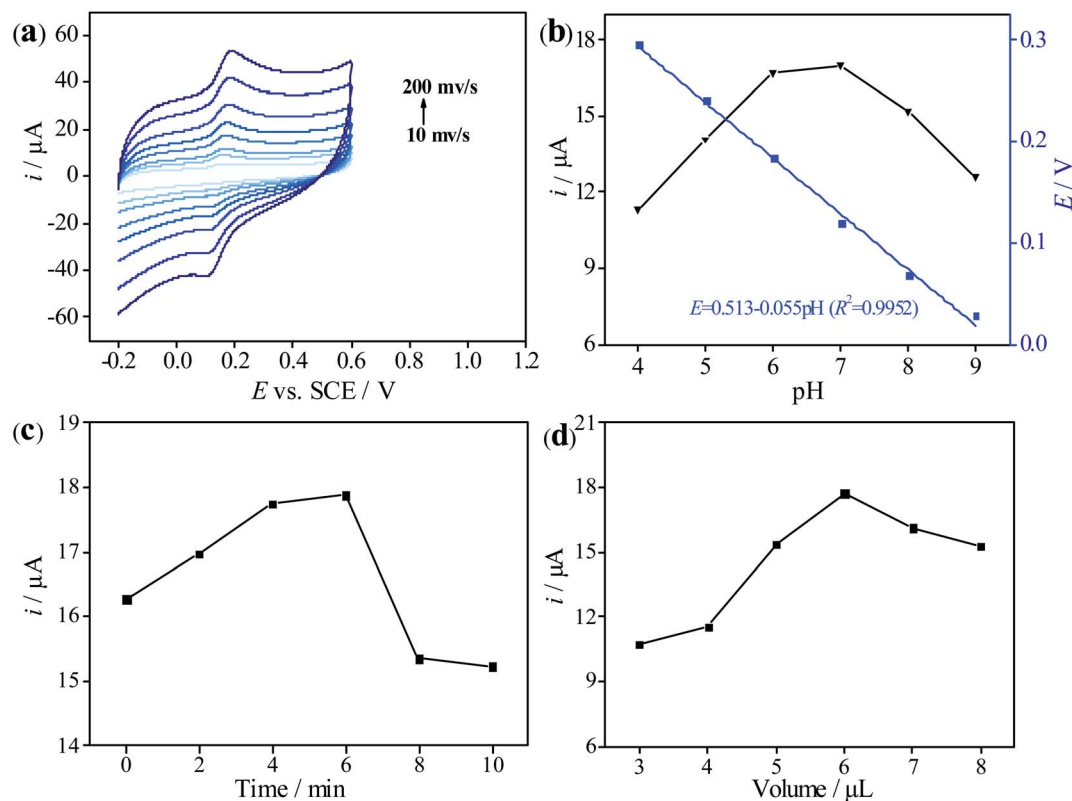 (a)
60
40
20
0
-20
-40
-60
i / μA
200 mv/s
10 mv/s
-0.2 0.0 0.2 0.4 0.6 0.8 1.0 1.2
E vs. SCE / V
(b)
18
15
12
9
6
i / μA
0.3
0.2
0.1
0.0
E / V
E=0.513-0.055pH (R²=0.9952)
4 5 6 7 8 9
pH
(c)
19
18
17
16
15
14
i / μA
0 2 4 6 8 10
Time / min
(d)
21
18
15
12
9
6
i / μA
3 4 5 6 7 8
Volume / μL